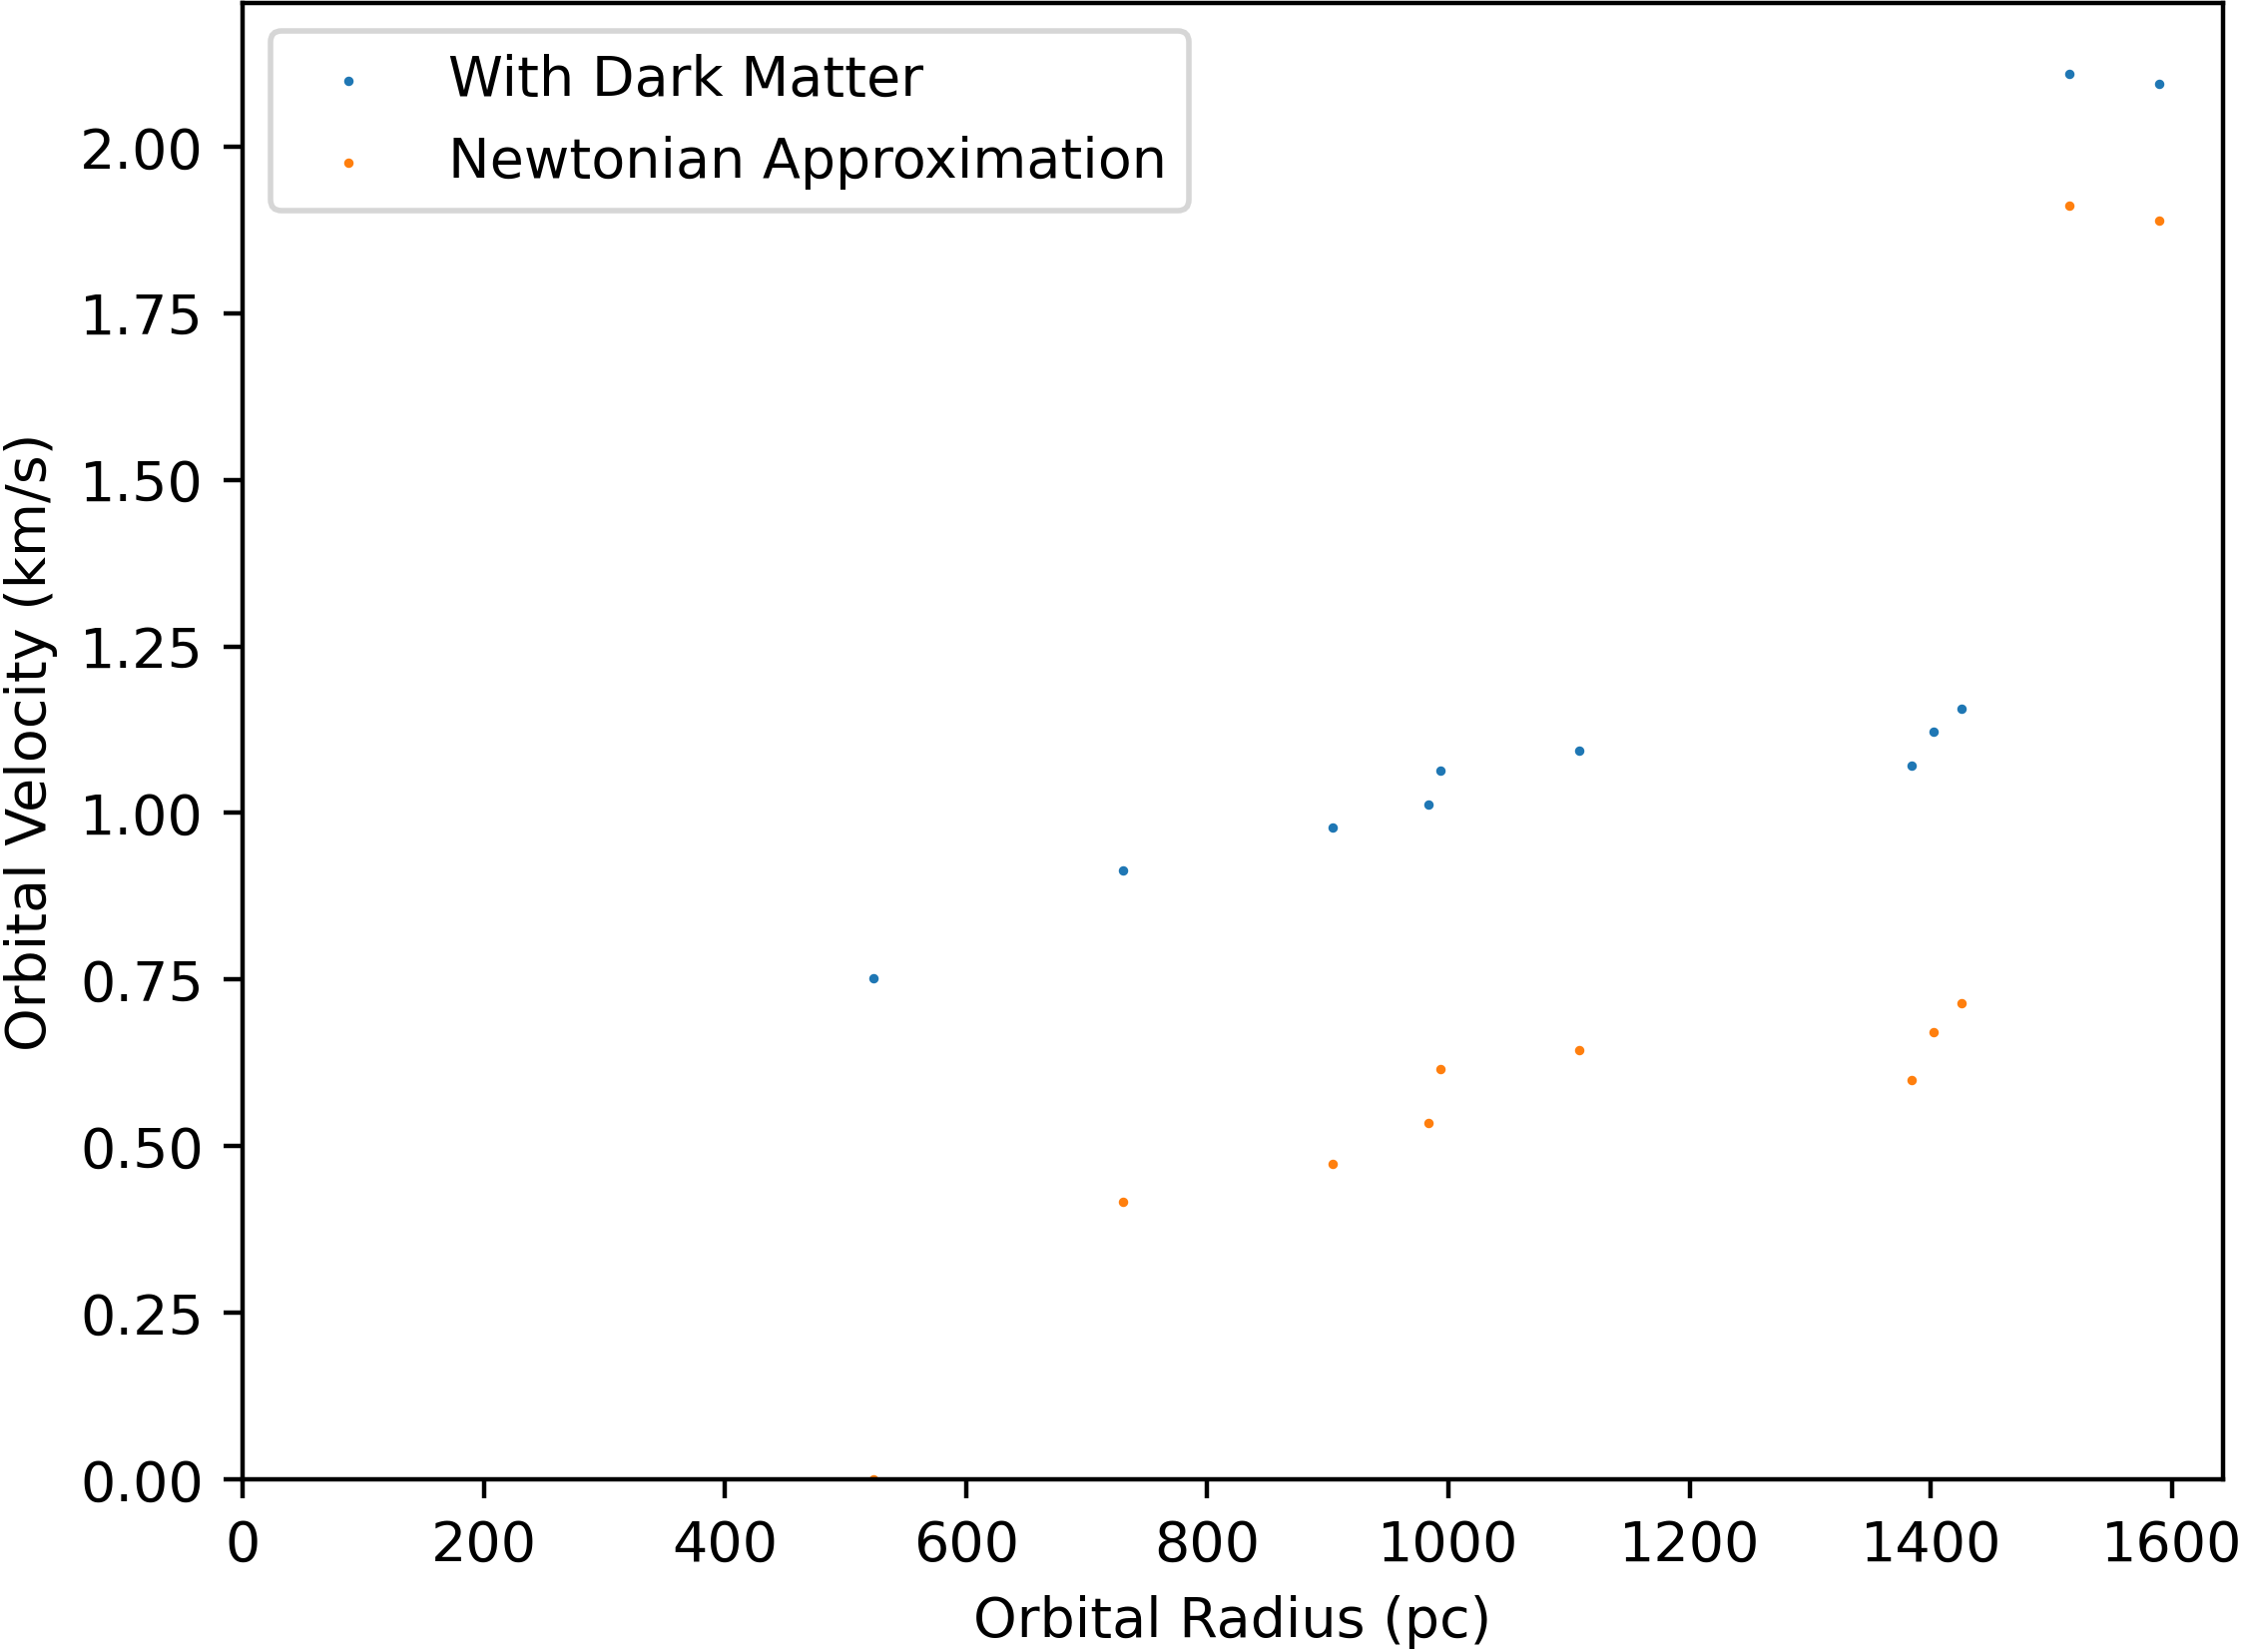 With Dark Matter
Newtonian Approximation
2.00
1.75
1.50
1.25
1.00
0.75
0.50
0.25
0.00
Orbital Velocity (km/s)
0 200 400 600 800 1000 1200 1400 1600
Orbital Radius (pc)